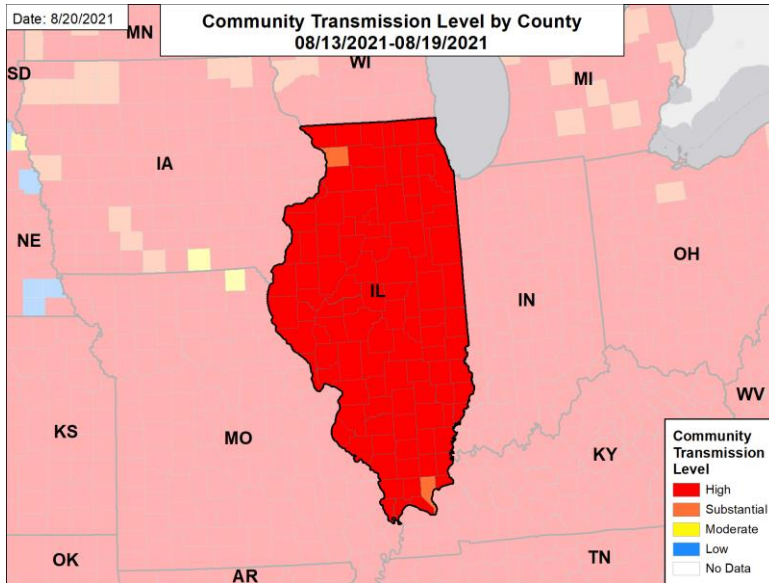 Date: 8/20/2021
Community Transmission Level by County
08/13/2021-08/19/2021
MN
WI
SD
MI
IA
NE
OH
IL
IN
WV
KS
MO
KY
OK
AR
TN
Community
Transmission
Level
High
Substantial
Moderate
Low
No Data